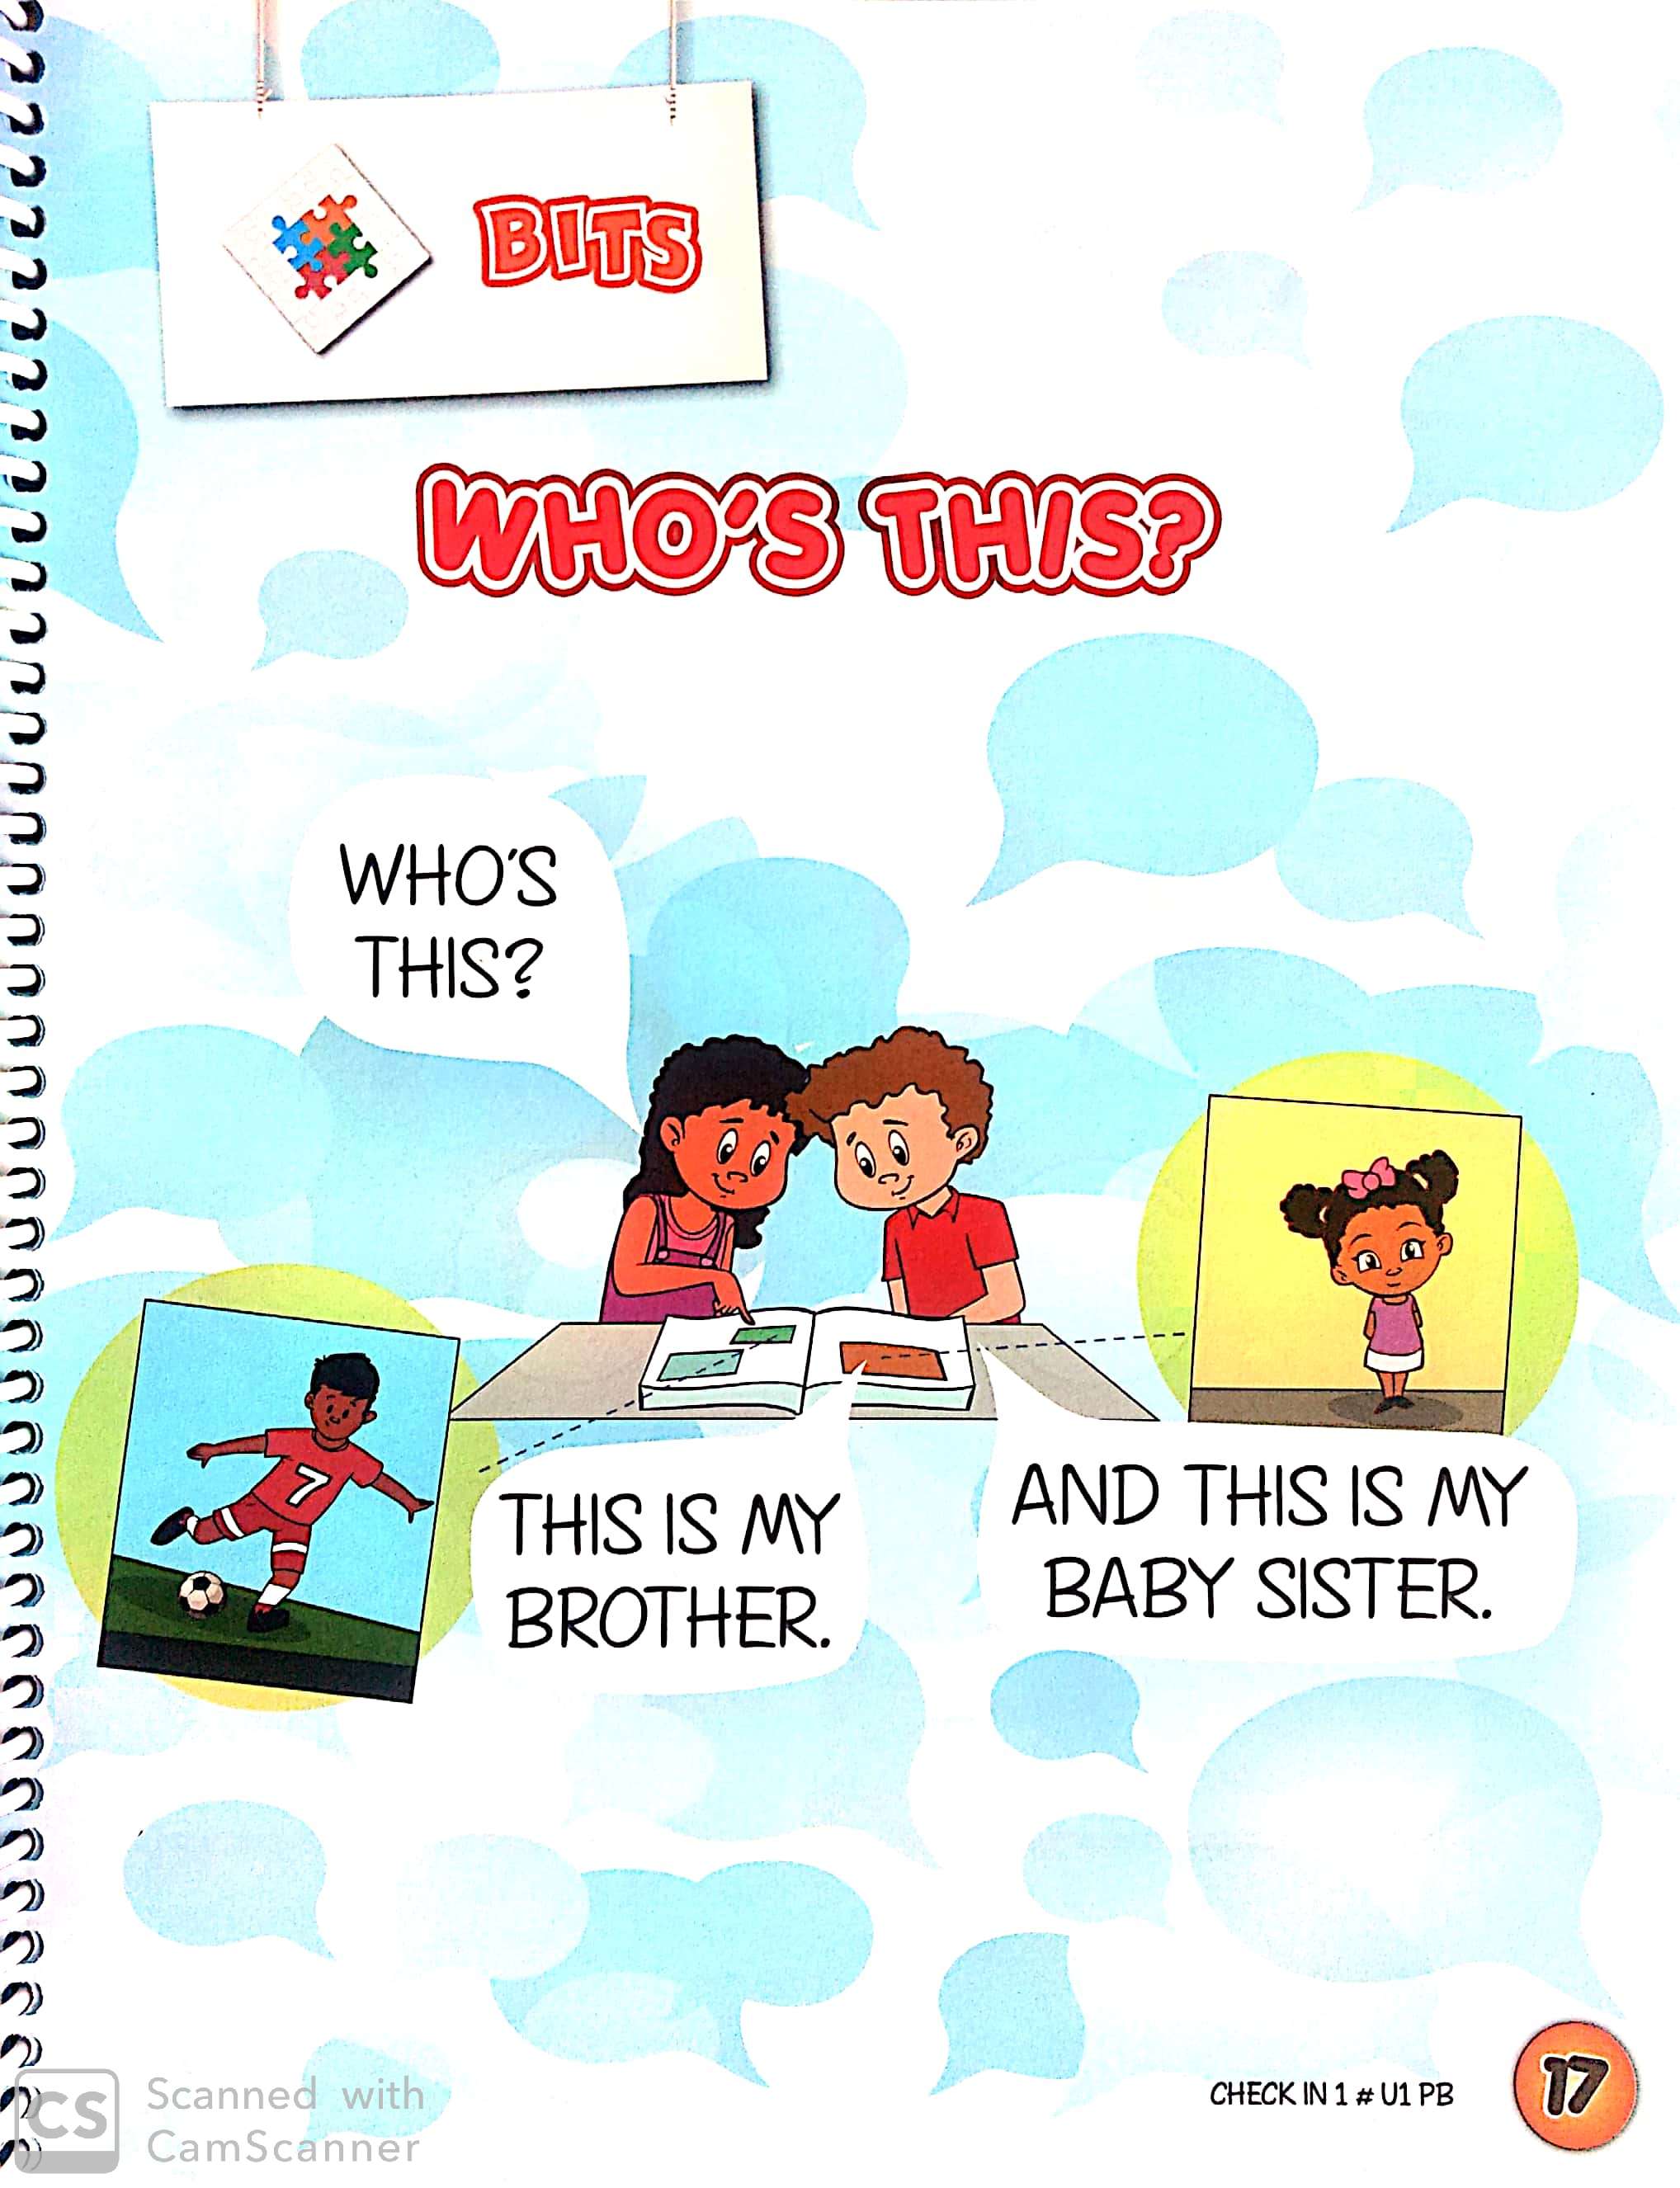 BITS
WHO'S THIS?
WHO'S
THIS?
7
THIS IS MY
BROTHER.
AND THIS IS MY
BABY SISTER.
CHECK IN 1 # U1 PB
17
CS
Scanned with
CamScanner